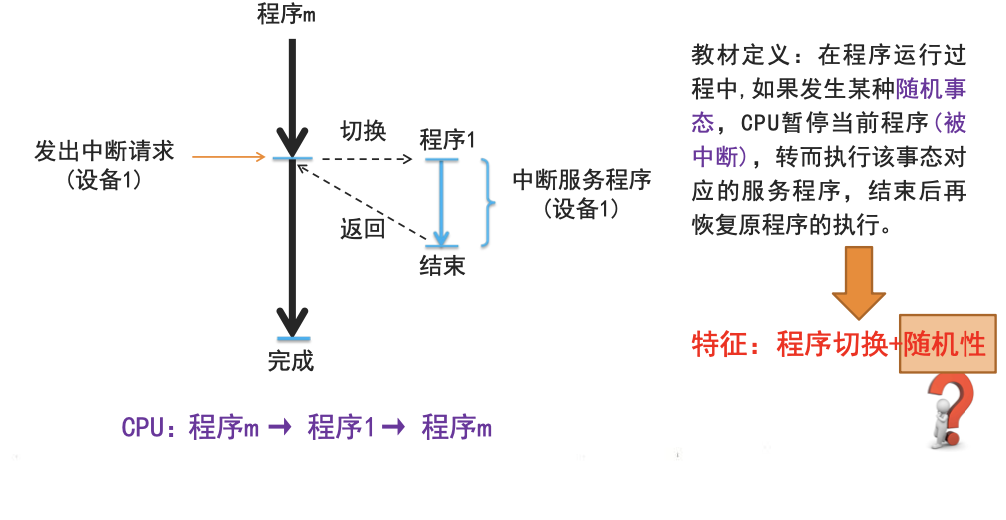 程序m
切换
程序1
发出中断请求
(设备1)
中断服务程序
(设备1)
返回
结束
完成
CPU: 程序m → 程序1 → 程序m
教材定义: 在程序运行过
程中,如果发生某种随机事
态, CPU暂停当前程序(被
中断), 转而执行该事态对
应的服务程序, 结束后再
恢复原程序的执行。
特征: 程序切换+随机性
?